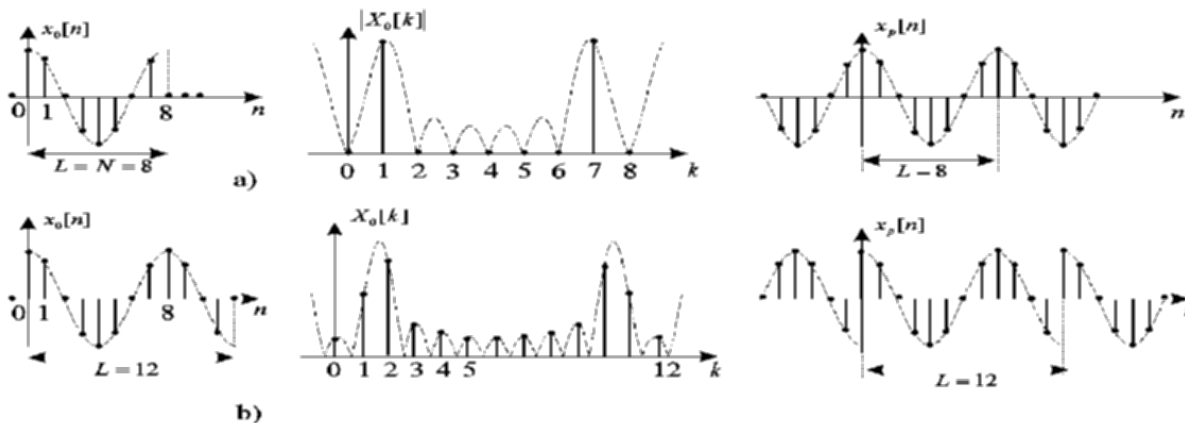 x₀[n]
0 1 8 n
L = N = 8
a)
|X₀[k]|
0 1 2 3 4 5 6 7 8 k
xₚ[n]
n
L = 8
x₀[n]
0 1 8 n
L = 12
b)
X₀[k]
0 1 2 3 4 5 12 k
xₚ[n]
L = 12